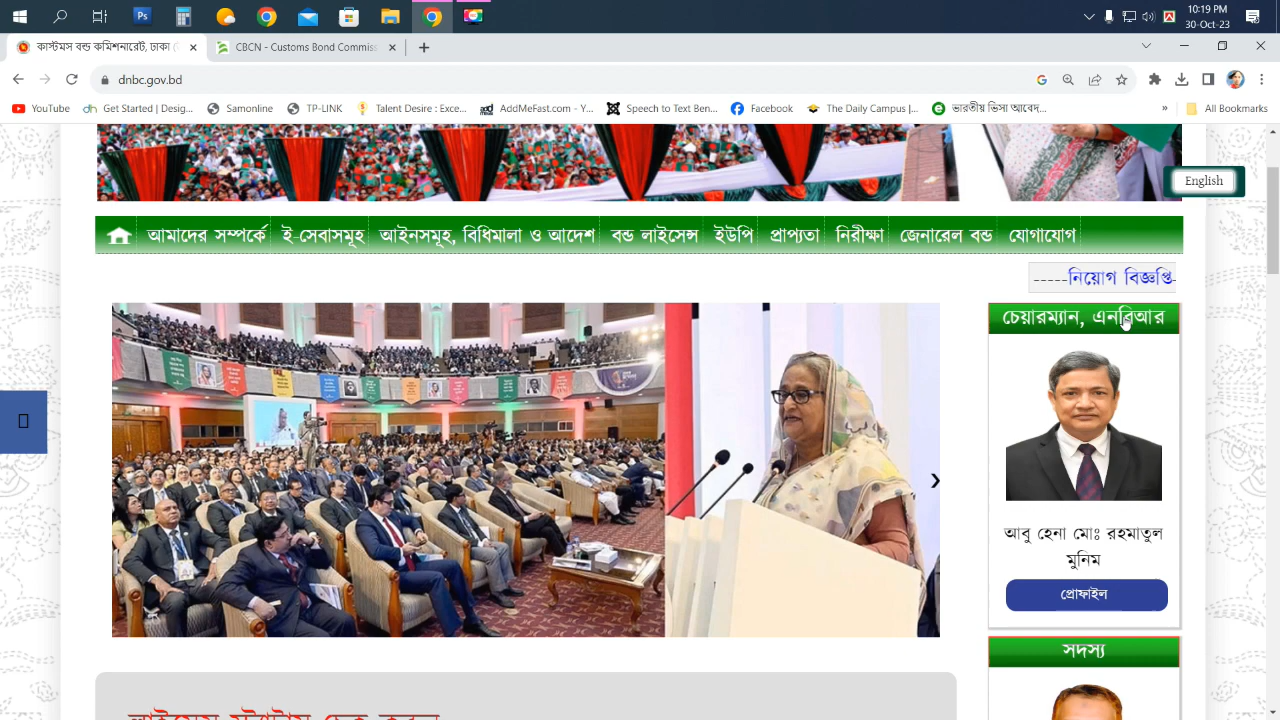 10:19 PM
30-Oct-23
কাস্টমস বন্ড কমিশনারেট, ঢাকা
CBCN - Customs Bond Commiss
dnbc.gov.bd
YouTube Get Started | Desig... Samonline TP-LINK Talent Desire : Exce... AddMeFast.com - Y... Speech to Text Ben... Facebook The Daily Campus |... ভারতীয় ভিসা আবেদ... » All Bookmarks
English
আমাদের সম্পর্কে ই-সেবাসমূহ আইনসমূহ, বিধিমালা ও আদেশ বন্ড লাইসেন্স ইউপি প্রাপ্যতা নিরীক্ষা জেনারেল বন্ড যোগাযোগ
-----নিয়োগ বিজ্ঞপ্তি-
চেয়ারম্যান, এনবিআর
আবু হেনা মোঃ রহমাতুল
মুনিম
প্রোফাইল
সদস্য